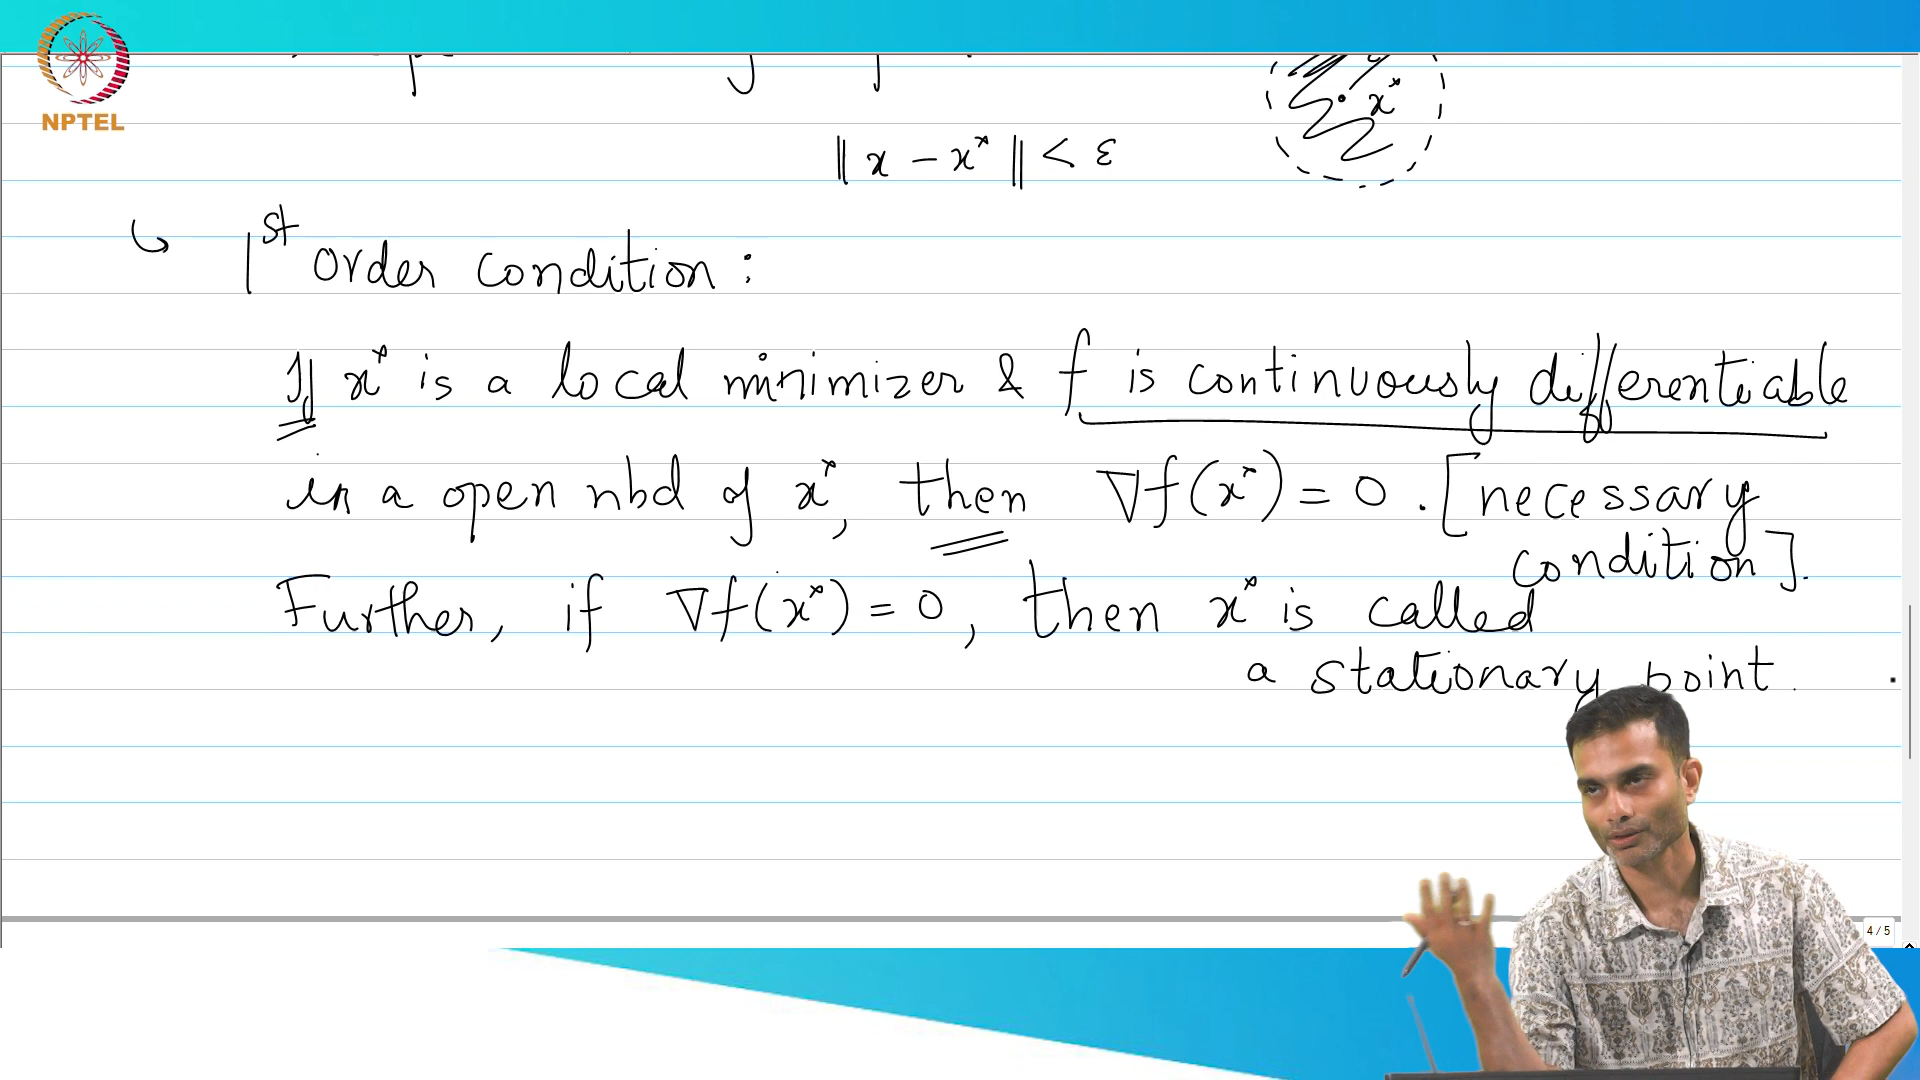 NPTEL
x*
‖x − x*‖ < ε
↳ 1st Order condition :
If x* is a local minimizer & f is continuously differentiable
in a open nbd of x*, then ∇f(x*) = 0 . [necessary
condition].
Further, if ∇f(x*) = 0, then x* is called
a stationary point.
4 / 5